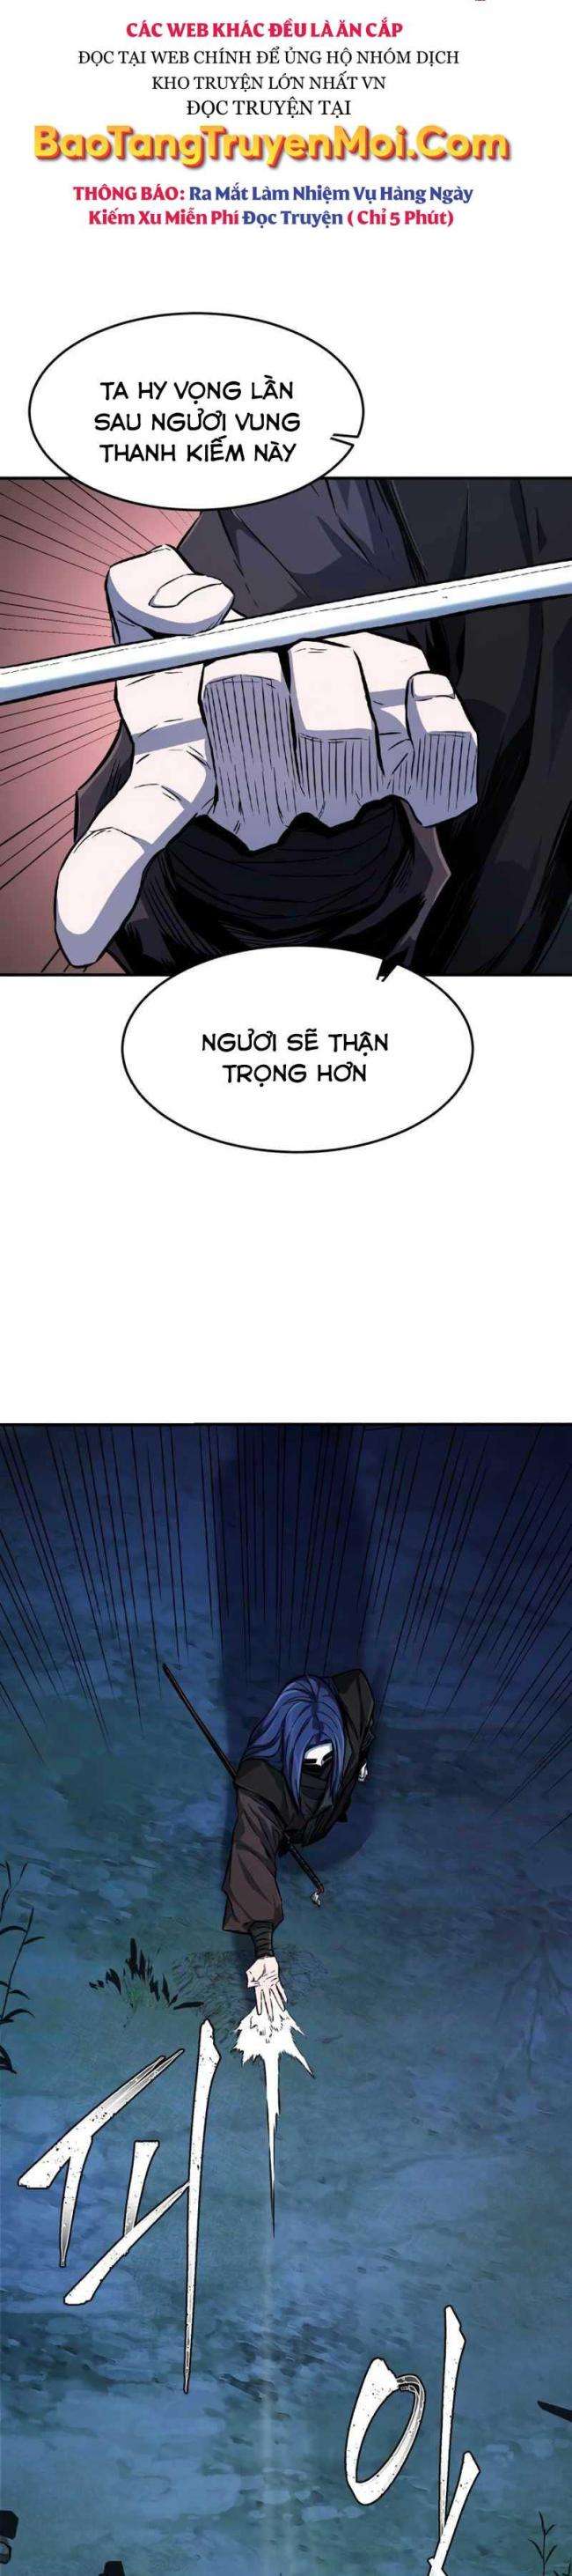 CÁC WEB KHÁC ĐỀU LÀ ĂN CẮP
ĐỌC TẠI WEB CHÍNH ĐỂ ỦNG HỘ NHÓM DỊCH
KHO TRUYỆN LỚN NHẤT VN
ĐỌC TRUYỆN TẠI
BaoTangTruyenMoi.Com
THÔNG BÁO: Ra Mắt Làm Nhiệm Vụ Hàng Ngày
Kiếm Xu Miễn Phí Đọc Truyện ( Chỉ 5 Phút)
TA HY VỌNG LẦN
SAU NGƯƠI VUNG
THANH KIẾM NÀY
NGƯƠI SẼ THẬN
TRỌNG HƠN